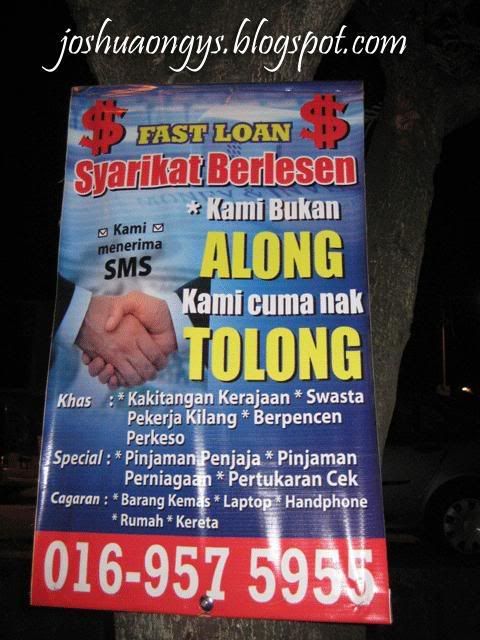 joshuaongys.blogspot.com
$ FAST LOAN $
Syarikat Berlesen
* Kami Bukan
ALONG
Kami menerima SMS
Kami cuma nak
TOLONG
Khas : * Kakitangan Kerajaan * Swasta
Pekerja Kilang * Berpencen
Perkeso
Special : * Pinjaman Penjaja * Pinjaman
Perniagaan * Pertukaran Cek
Cagaran : * Barang Kemas * Laptop * Handphone
* Rumah * Kereta
016-957 5955